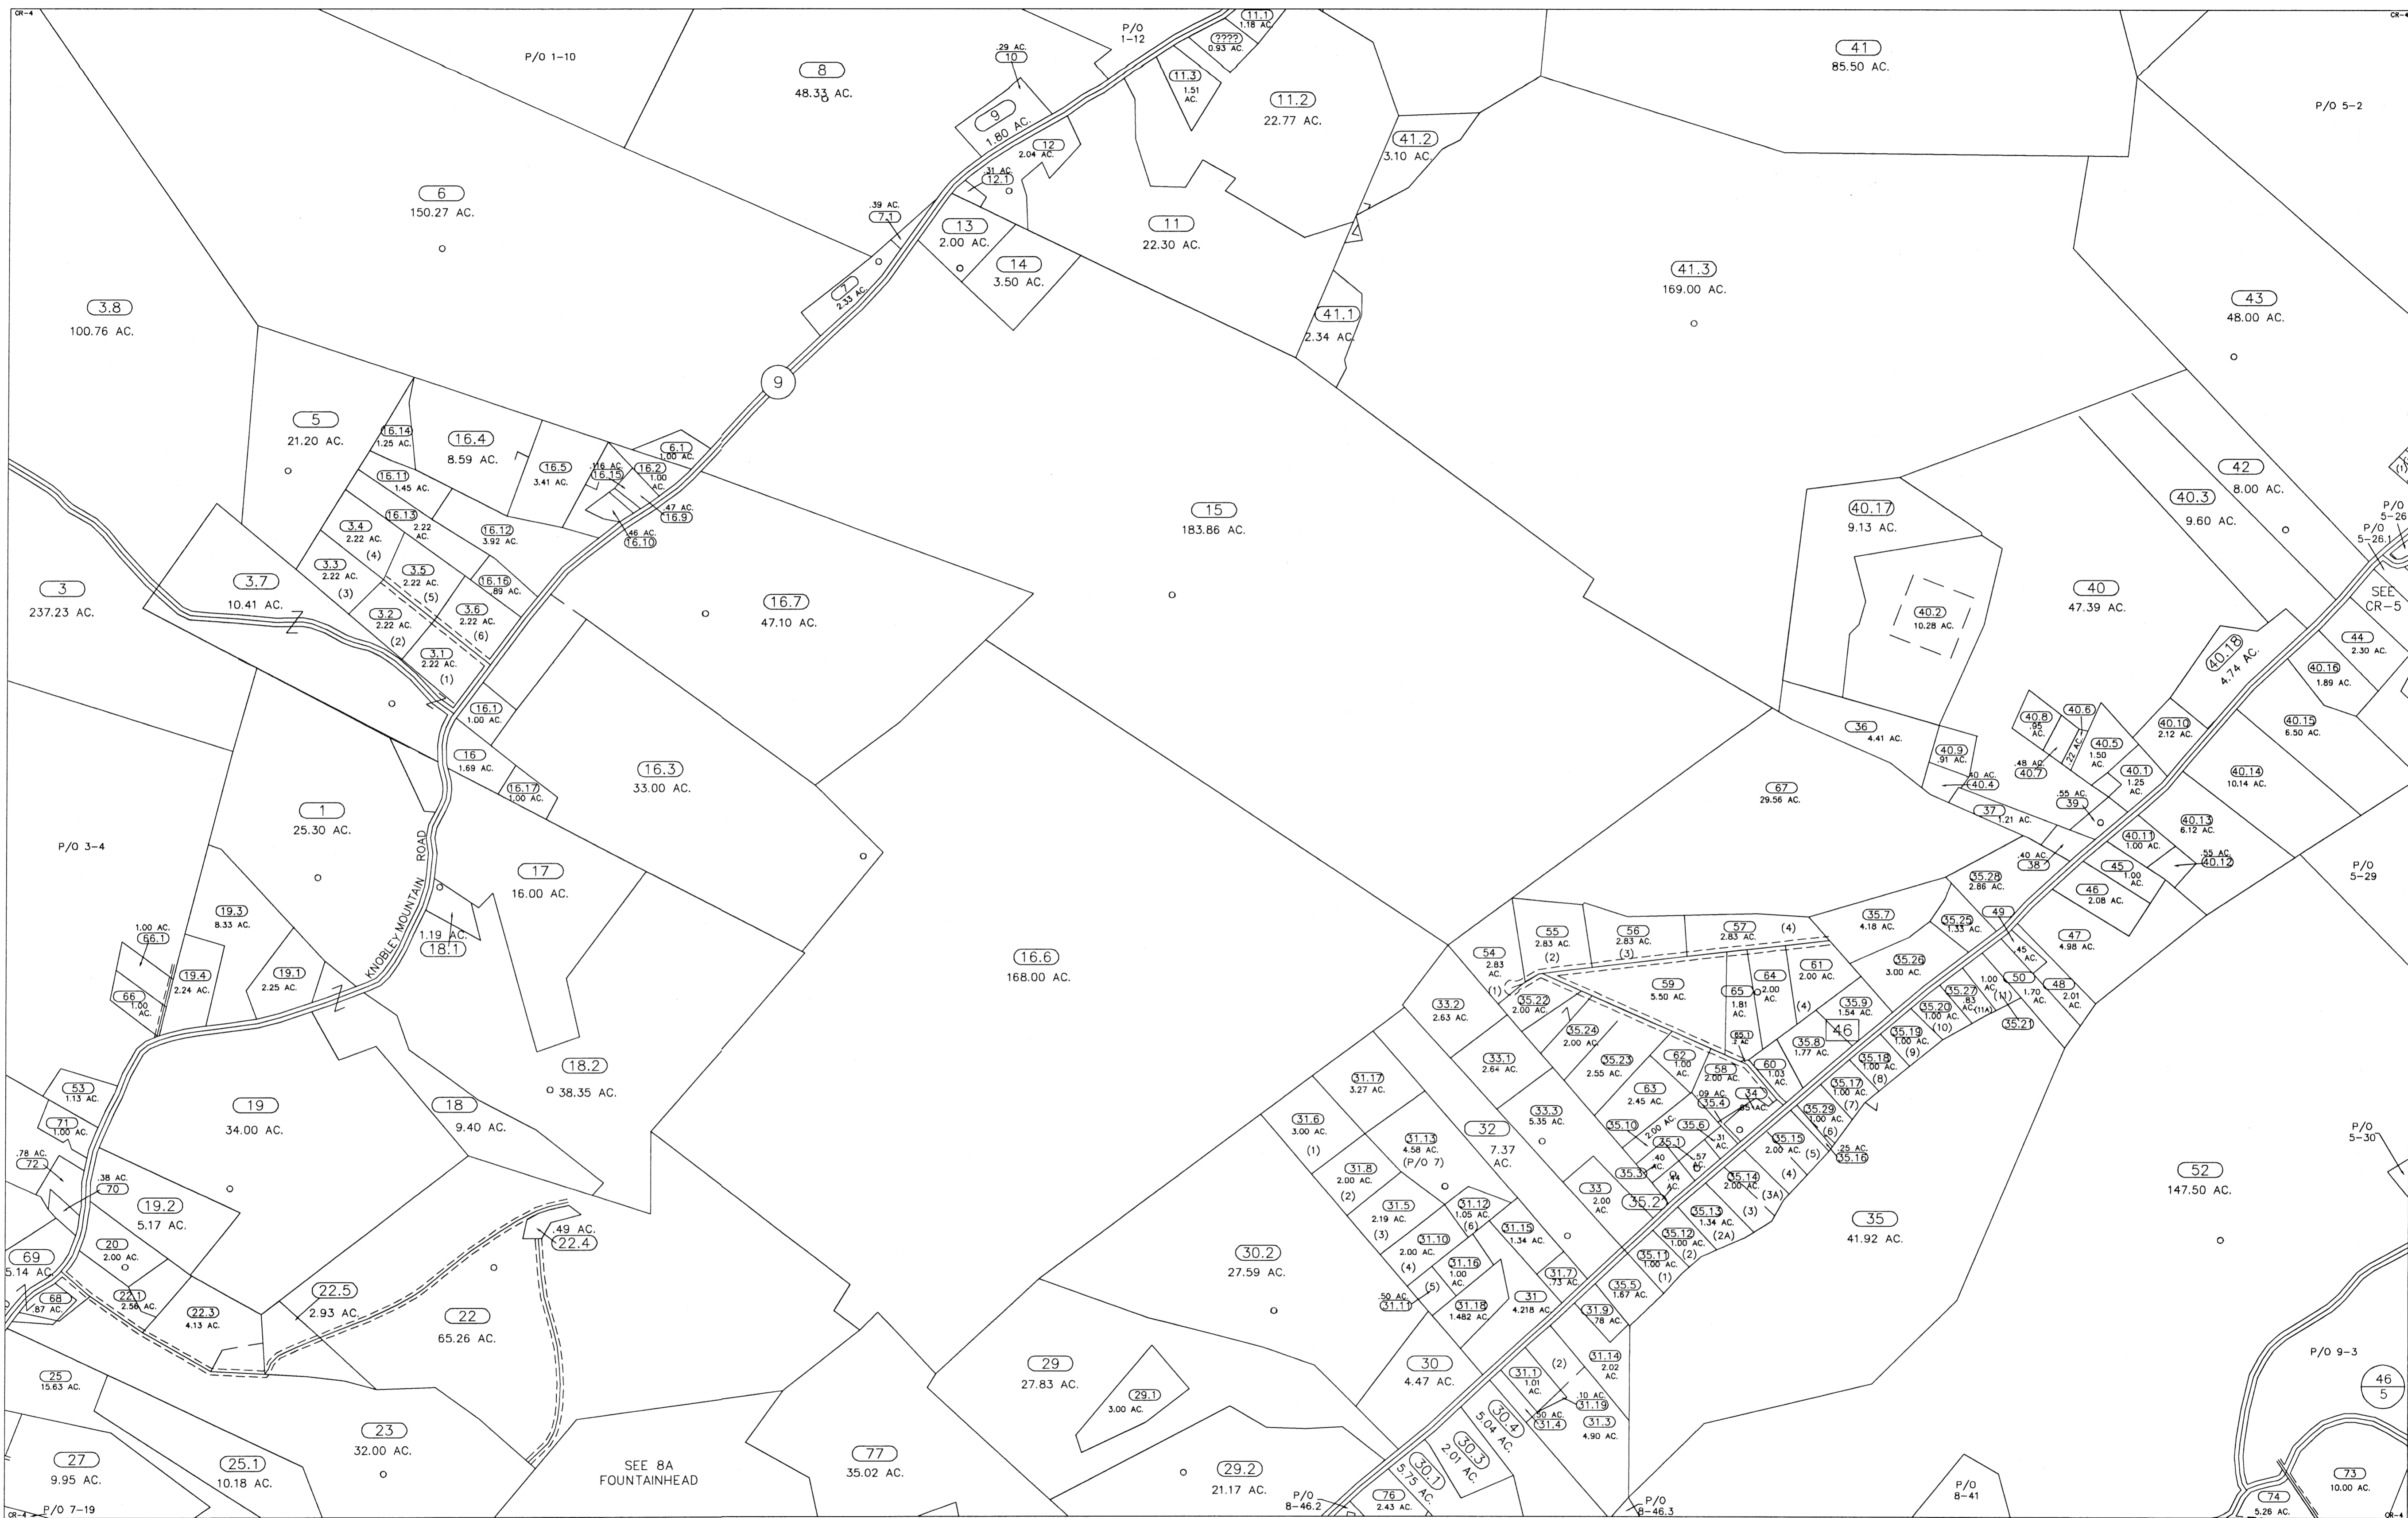 CR-4
CR-4
P/O 1-10
8
48.33 AC.
.29 AC.
10
9
1.80 AC.
P/O
1-12
11.1
1.18 AC.
????
0.93 AC.
11.3
1.51
AC.
11.2
22.77 AC.
12
2.04 AC.
.31 AC.
12.1
41
85.50 AC.
P/O 5-2
41.2
3.10 AC.
6
150.27 AC.
.39 AC.
7.1
7
2.33 AC.
13
2.00 AC.
14
3.50 AC.
11
22.30 AC.
41.3
169.00 AC.
43
48.00 AC.
3.8
100.76 AC.
41.1
2.34 AC.
9
5
21.20 AC.
16.14
1.25 AC.
16.4
8.59 AC.
16.5
3.41 AC.
.116 AC.
16.15
16.2
1.00
AC.
6.1
1.00 AC.
.47 AC.
16.9
.46 AC.
16.10
16.11
1.45 AC.
16.13
2.22
AC.
16.12
3.92 AC.
16.16
.89 AC.
15
183.86 AC.
40.17
9.13 AC.
40.3
9.60 AC.
42
8.00 AC.
(1)
P/O
5-26
P/O
5-26.1
SEE
CR-5
3
237.23 AC.
3.7
10.41 AC.
3.4
2.22 AC.
(4)
3.3
2.22 AC.
(3)
3.5
2.22 AC.
(5)
3.2
2.22 AC.
(2)
3.6
2.22 AC.
(6)
3.1
2.22 AC.
(1)
16.7
47.10 AC.
40.2
10.28 AC.
40
47.39 AC.
44
2.30 AC.
40.18
4.74 AC.
40.16
1.89 AC.
40.15
6.50 AC.
40.14
10.14 AC.
16.1
1.00 AC.
16
1.69 AC.
16.17
1.00 AC.
16.3
33.00 AC.
36
4.41 AC.
40.9
.91 AC.
.40 AC.
40.4
40.8
.95
AC.
40.6
.22 AC.
.48 AC.
40.7
40.5
1.50
AC.
40.10
2.12 AC.
40.1
1.25
AC.
.55 AC.
39
37
1.21 AC.
.40 AC.
38
40.13
6.12 AC.
40.11
1.00 AC.
.55 AC.
40.12
45
1.00
AC.
46
2.08 AC.
P/O
5-29
67
29.56 AC.
1
25.30 AC.
P/O 3-4
KNOBLEY MOUNTAIN ROAD
17
16.00 AC.
1.19 AC.
18.1
19.3
8.33 AC.
1.00 AC.
66.1
66
1.00
AC.
19.4
2.24 AC.
19.1
2.25 AC.
16.6
168.00 AC.
54
2.83
AC.
(1)
55
2.83 AC.
(2)
56
2.83 AC.
(3)
57
2.83 AC.
(4)
35.7
4.18 AC.
35.28
2.86 AC.
35.25
1.33 AC.
49
.45
AC.
47
4.98 AC.
35.26
3.00 AC.
61
2.00 AC.
(4)
64
2.00
AC.
65
1.81
AC.
59
5.50 AC.
35.22
2.00 AC.
35.24
2.00 AC.
35.23
2.55 AC.
62
1.00
AC.
63
2.45 AC.
58
2.00 AC.
65.1
60
1.03
AC.
35.9
1.54 AC.
35.8
1.77 AC.
46
50
1.70
AC.
48
2.01
AC.
35.27
.83
AC.
(11A)
1.00
AC.
(11)
35.21
35.20
1.00 AC.
(10)
35.19
1.00 AC.
(9)
35.18
1.00 AC.
(8)
35.17
1.00 AC.
(7)
35.29
1.00 AC.
(6)
.25 AC.
35.16
35.15
2.00 AC.
(5)
(4)
35.14
2.00 AC.
(3A)
35.13
1.34 AC.
(3)
35.12
1.00 AC.
(2A)
35.11
1.00 AC.
(2)
(1)
35.5
1.67 AC.
.09 AC.
35.4
34
35.6
.31
AC.
35.10
2.00 AC.
35.1
.57
AC.
35.3
.40
AC.
.44
AC.
35.2
33.2
2.63 AC.
33.1
2.64 AC.
33.3
5.35 AC.
33
2.00
AC.
32
7.37
AC.
31.17
3.27 AC.
31.6
3.00 AC.
(1)
31.13
4.58 AC.
(P/O 7)
31.8
2.00 AC.
(2)
31.5
2.19 AC.
(3)
31.12
1.05 AC.
(6)
31.10
2.00 AC.
(4)
31.15
1.34 AC.
31.16
1.00
AC.
(5)
.50 AC.
31.11
31.18
1.482 AC.
31.7
.73 AC.
31
4.218 AC.
31.9
.78 AC.
31.14
2.02
AC.
(2)
31.1
1.01
AC.
.10 AC.
31.19
.50 AC.
31.4
31.3
4.90 AC.
35
41.92 AC.
52
147.50 AC.
P/O
5-30
53
1.13 AC.
71
1.00 AC.
.78 AC.
72
.38 AC.
70
19
34.00 AC.
18
9.40 AC.
18.2
38.35 AC.
19.2
5.17 AC.
20
2.00 AC.
69
5.14 AC.
68
.87 AC.
22.1
2.56 AC.
22.3
4.13 AC.
22.5
2.93 AC.
.49 AC.
22.4
22
65.26 AC.
30.2
27.59 AC.
29
27.83 AC.
29.1
3.00 AC.
30
4.47 AC.
30.4
5.04 AC.
30.3
2.01 AC.
30.1
5.75 AC.
29.2
21.17 AC.
76
2.43 AC.
P/O
8-46.2
P/O
8-46.3
P/O
8-41
P/O 9-3
46
5
73
10.00 AC.
74
5.26 AC.
25
15.63 AC.
27
9.95 AC.
25.1
10.18 AC.
23
32.00 AC.
SEE 8A
FOUNTAINHEAD
77
35.02 AC.
P/O 7-19
CR-4
CR-4